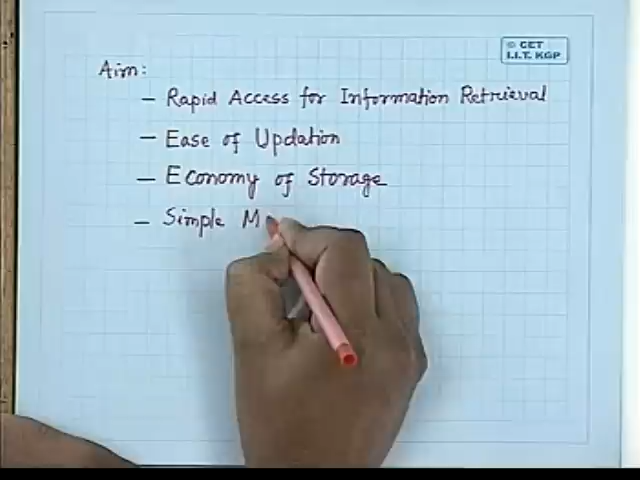 © CET
I.I.T. KGP
Aim:
— Rapid Access for Information Retrieval
— Ease of Updation
— Economy of Storage
— Simple M